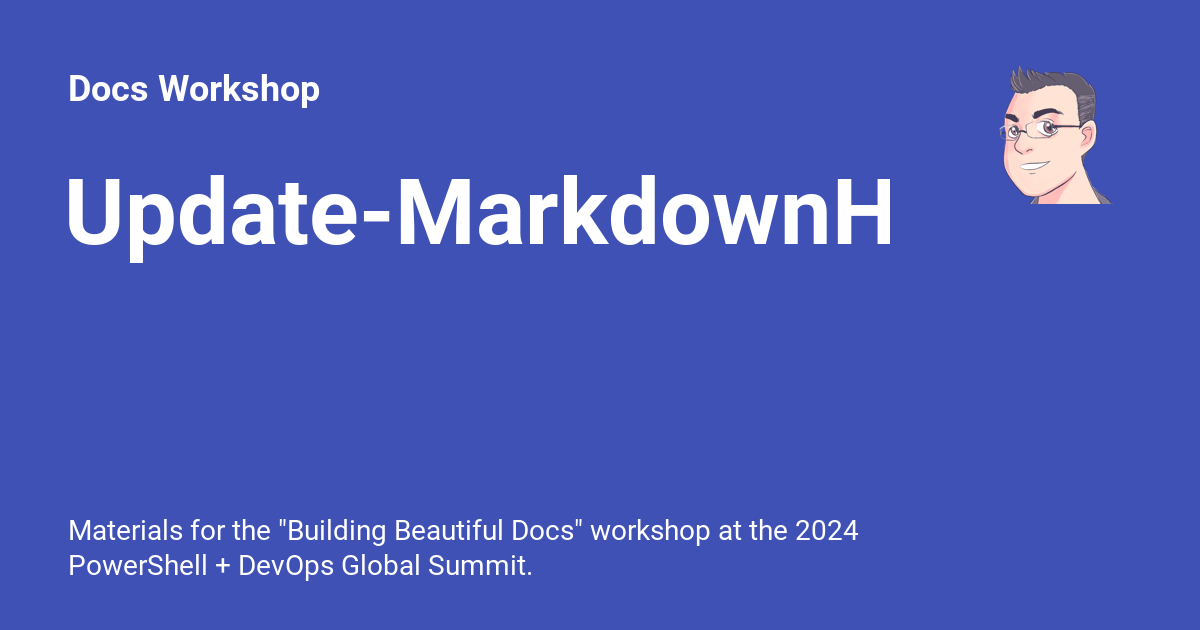 Docs Workshop
Update-MarkdownH
Materials for the "Building Beautiful Docs" workshop at the 2024
PowerShell + DevOps Global Summit.